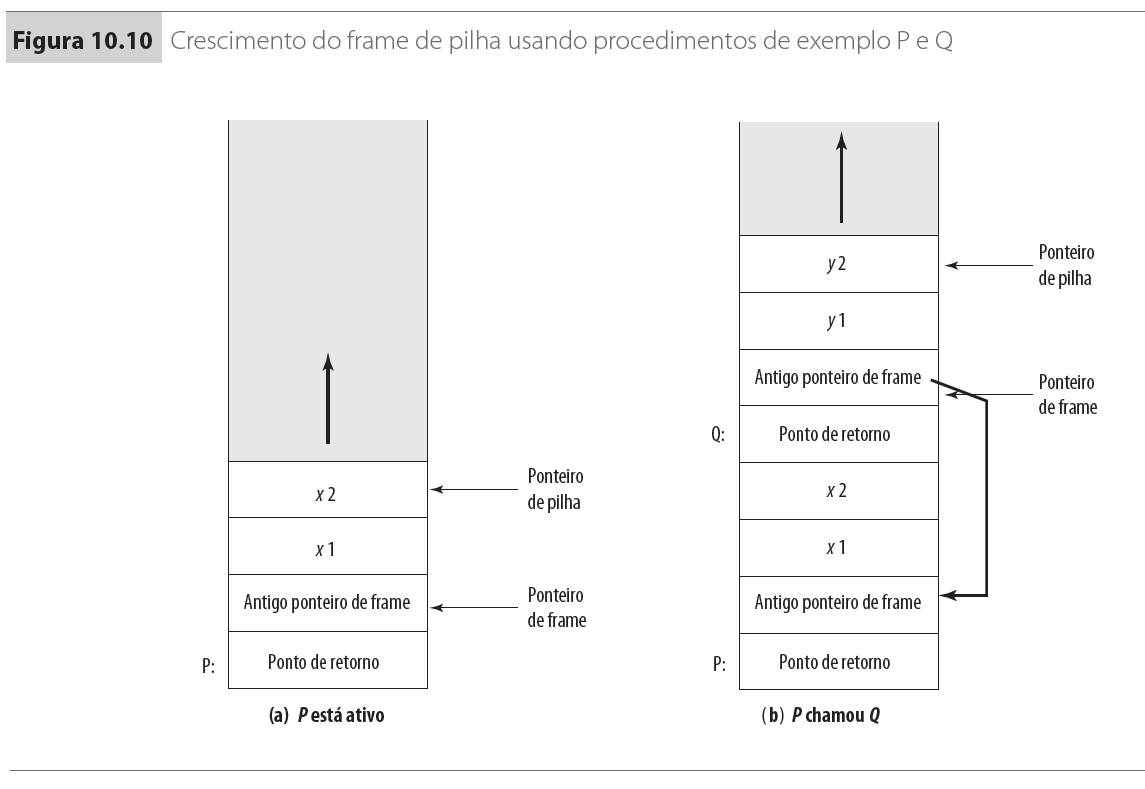 Figura 10.10 Crescimento do frame de pilha usando procedimentos de exemplo P e Q
x 2
Ponteiro
de pilha
x 1
Antigo ponteiro de frame
Ponteiro
de frame
P:
Ponto de retorno
(a) P está ativo
y 2
Ponteiro
de pilha
y 1
Antigo ponteiro de frame
Ponteiro
de frame
Q:
Ponto de retorno
x 2
x 1
Antigo ponteiro de frame
P:
Ponto de retorno
(b) P chamou Q